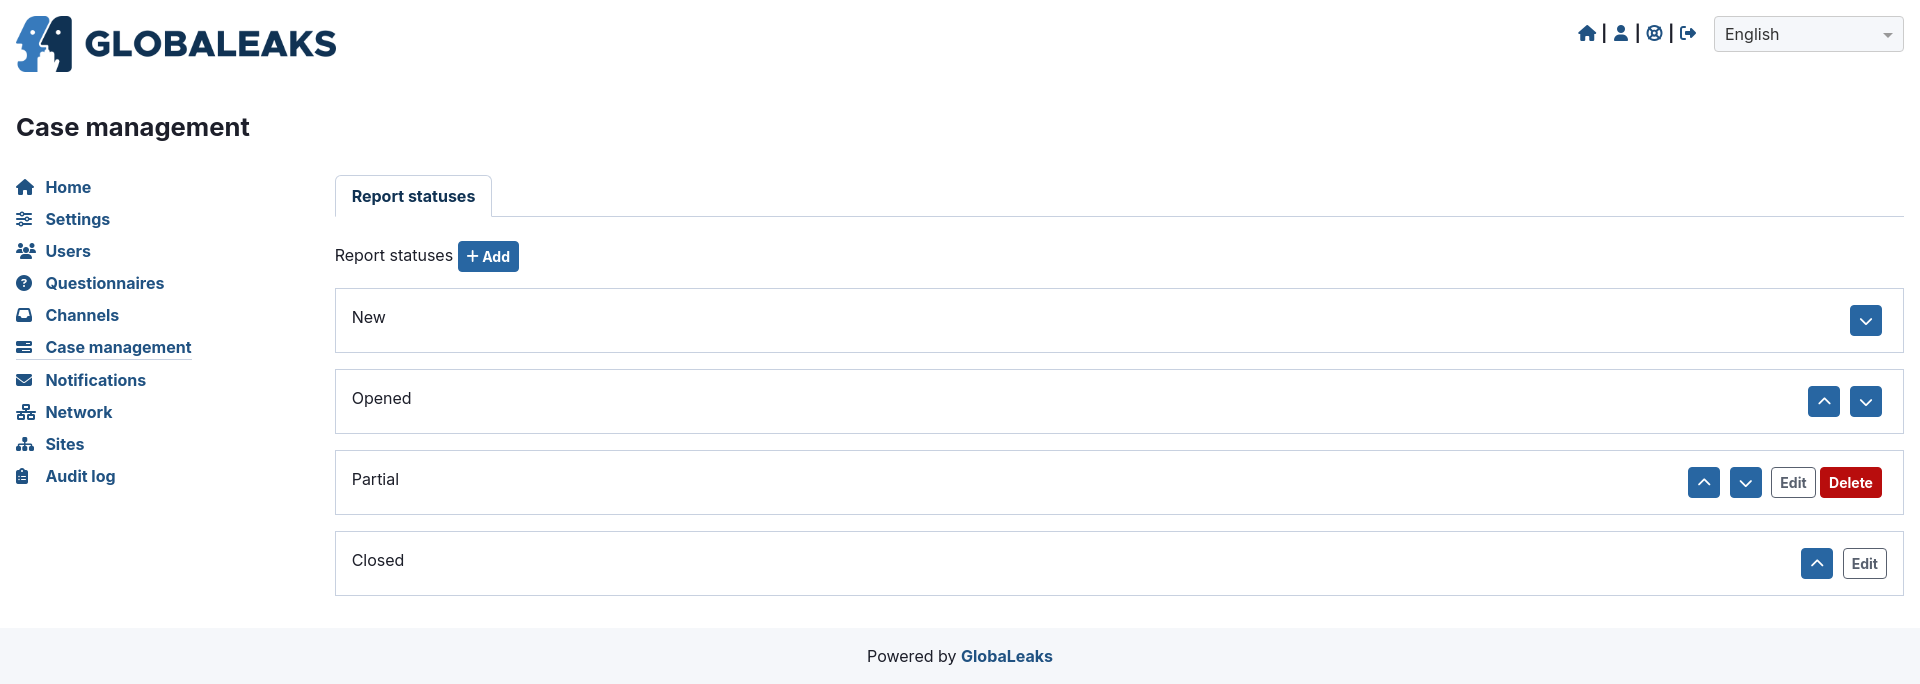 GLOBALEAKS
English
Case management
Home
Settings
Users
Questionnaires
Channels
Case management
Notifications
Network
Sites
Audit log
Report statuses
Report statuses + Add
New
Opened
Partial Edit Delete
Closed Edit
Powered by GlobaLeaks